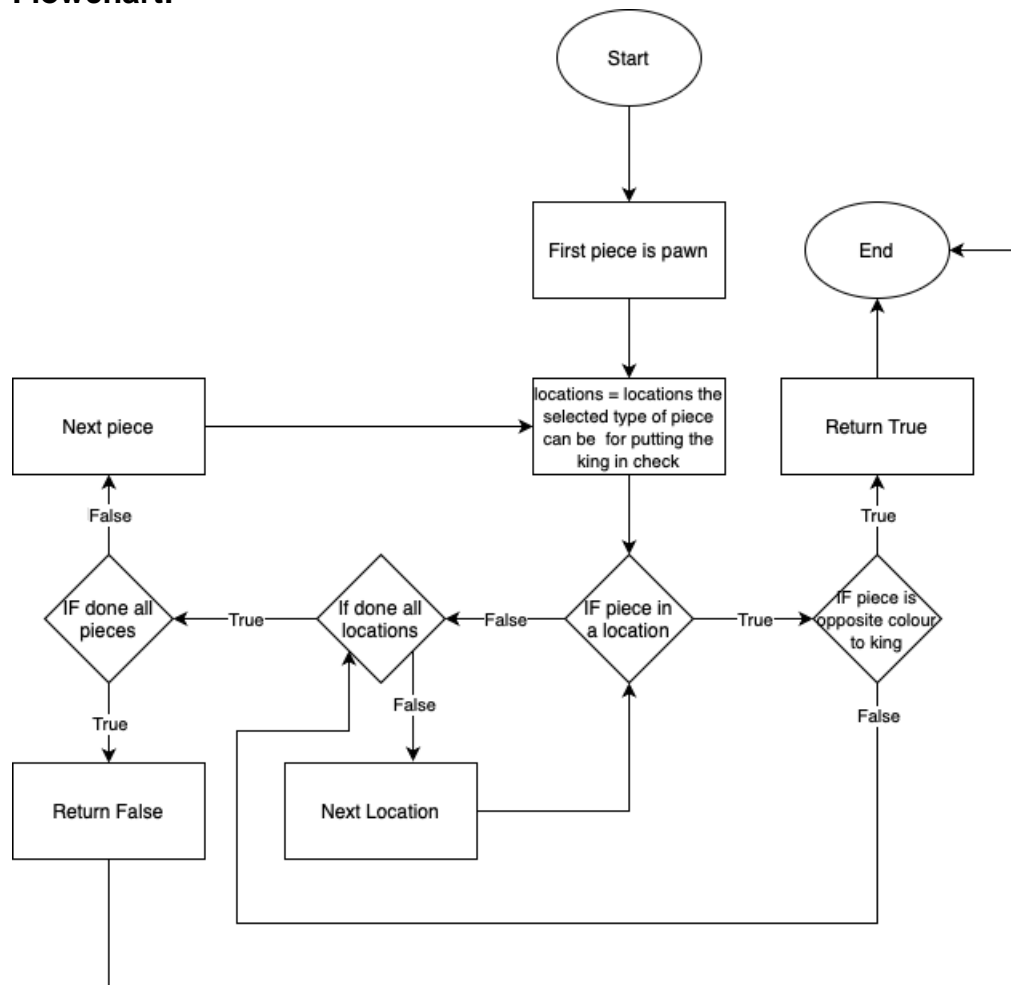 Flowchart:
Start
First piece is pawn
End
Next piece
locations = locations the
selected type of piece
can be for putting the
king in check
Return True
False
True
IF done all
pieces
True
If done all
locations
False
IF piece in
a location
True
IF piece is
opposite colour
to king
True
False
False
Return False
Next Location